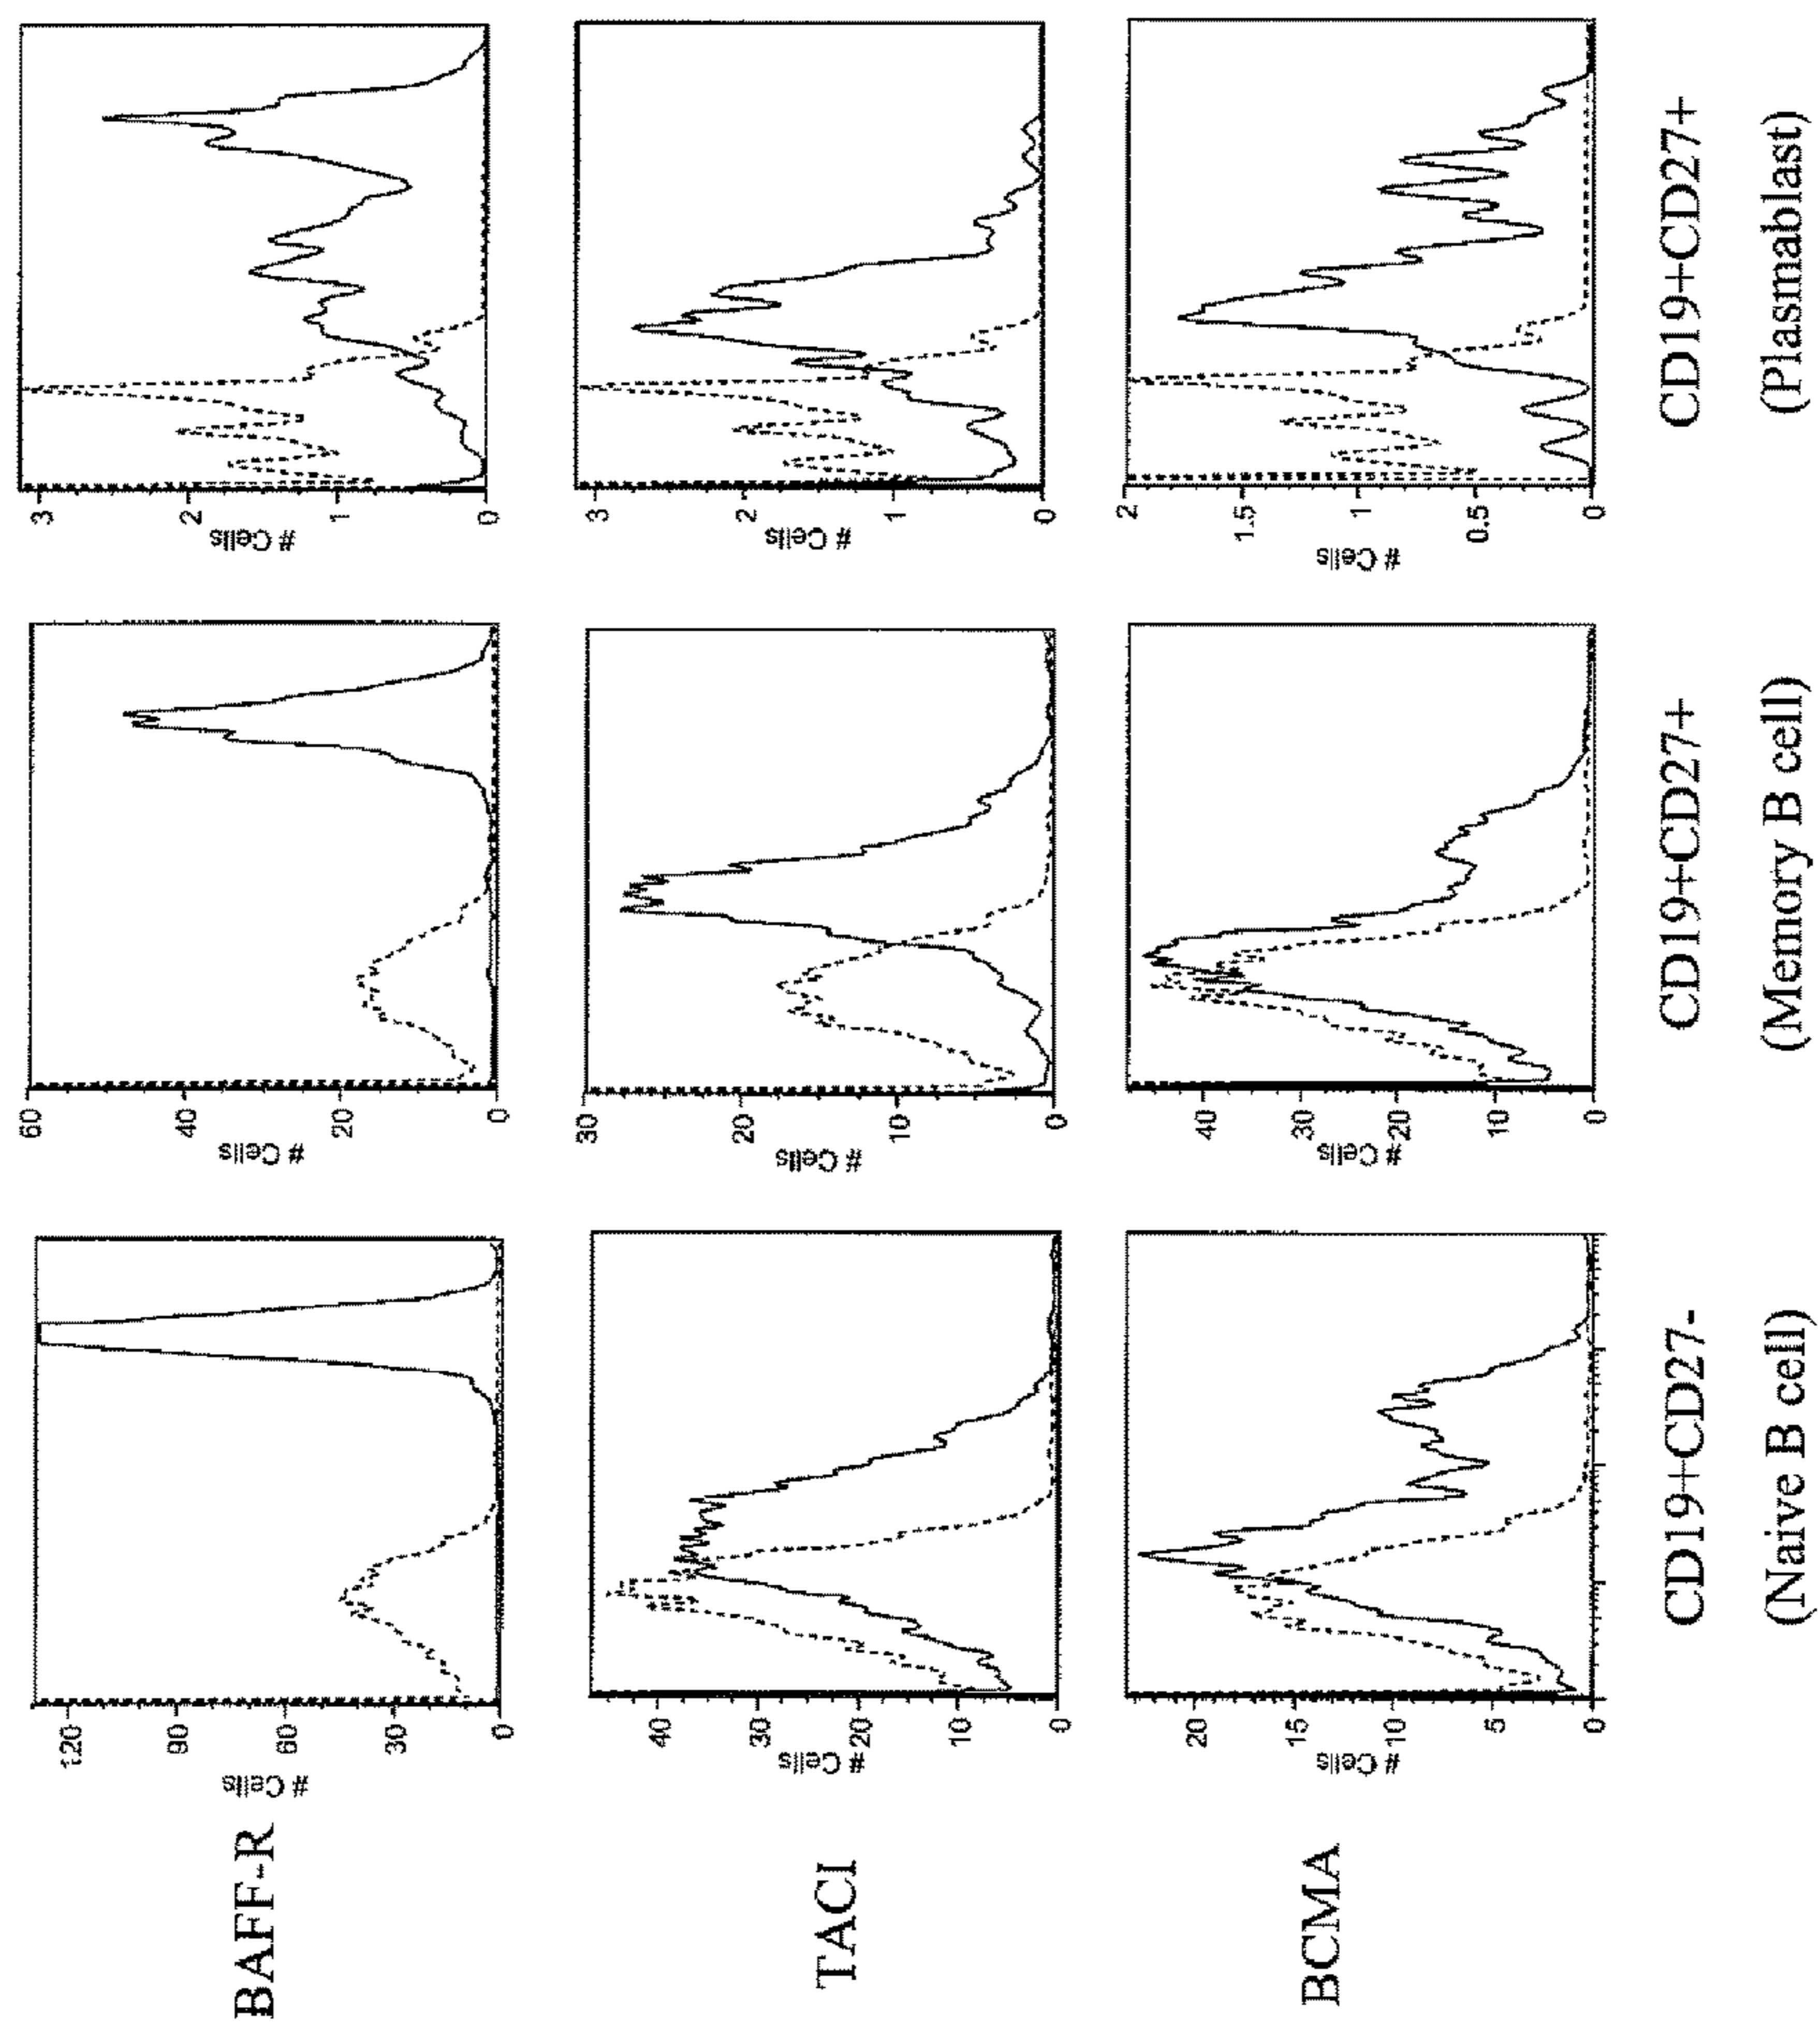 BAFF-R
# Cells
120
90
60
30
0
# Cells
60
40
20
0
# Cells
3
2
1
0
TACI
# Cells
40
30
20
10
0
# Cells
30
20
10
0
# Cells
3
2
1
0
BCMA
# Cells
20
15
10
5
0
# Cells
40
30
20
10
0
# Cells
2
1.5
1
0.5
0
CD19+CD27-
(Naive B cell)
CD19+CD27+
(Memory B cell)
CD19+CD27+
(Plasmablast)